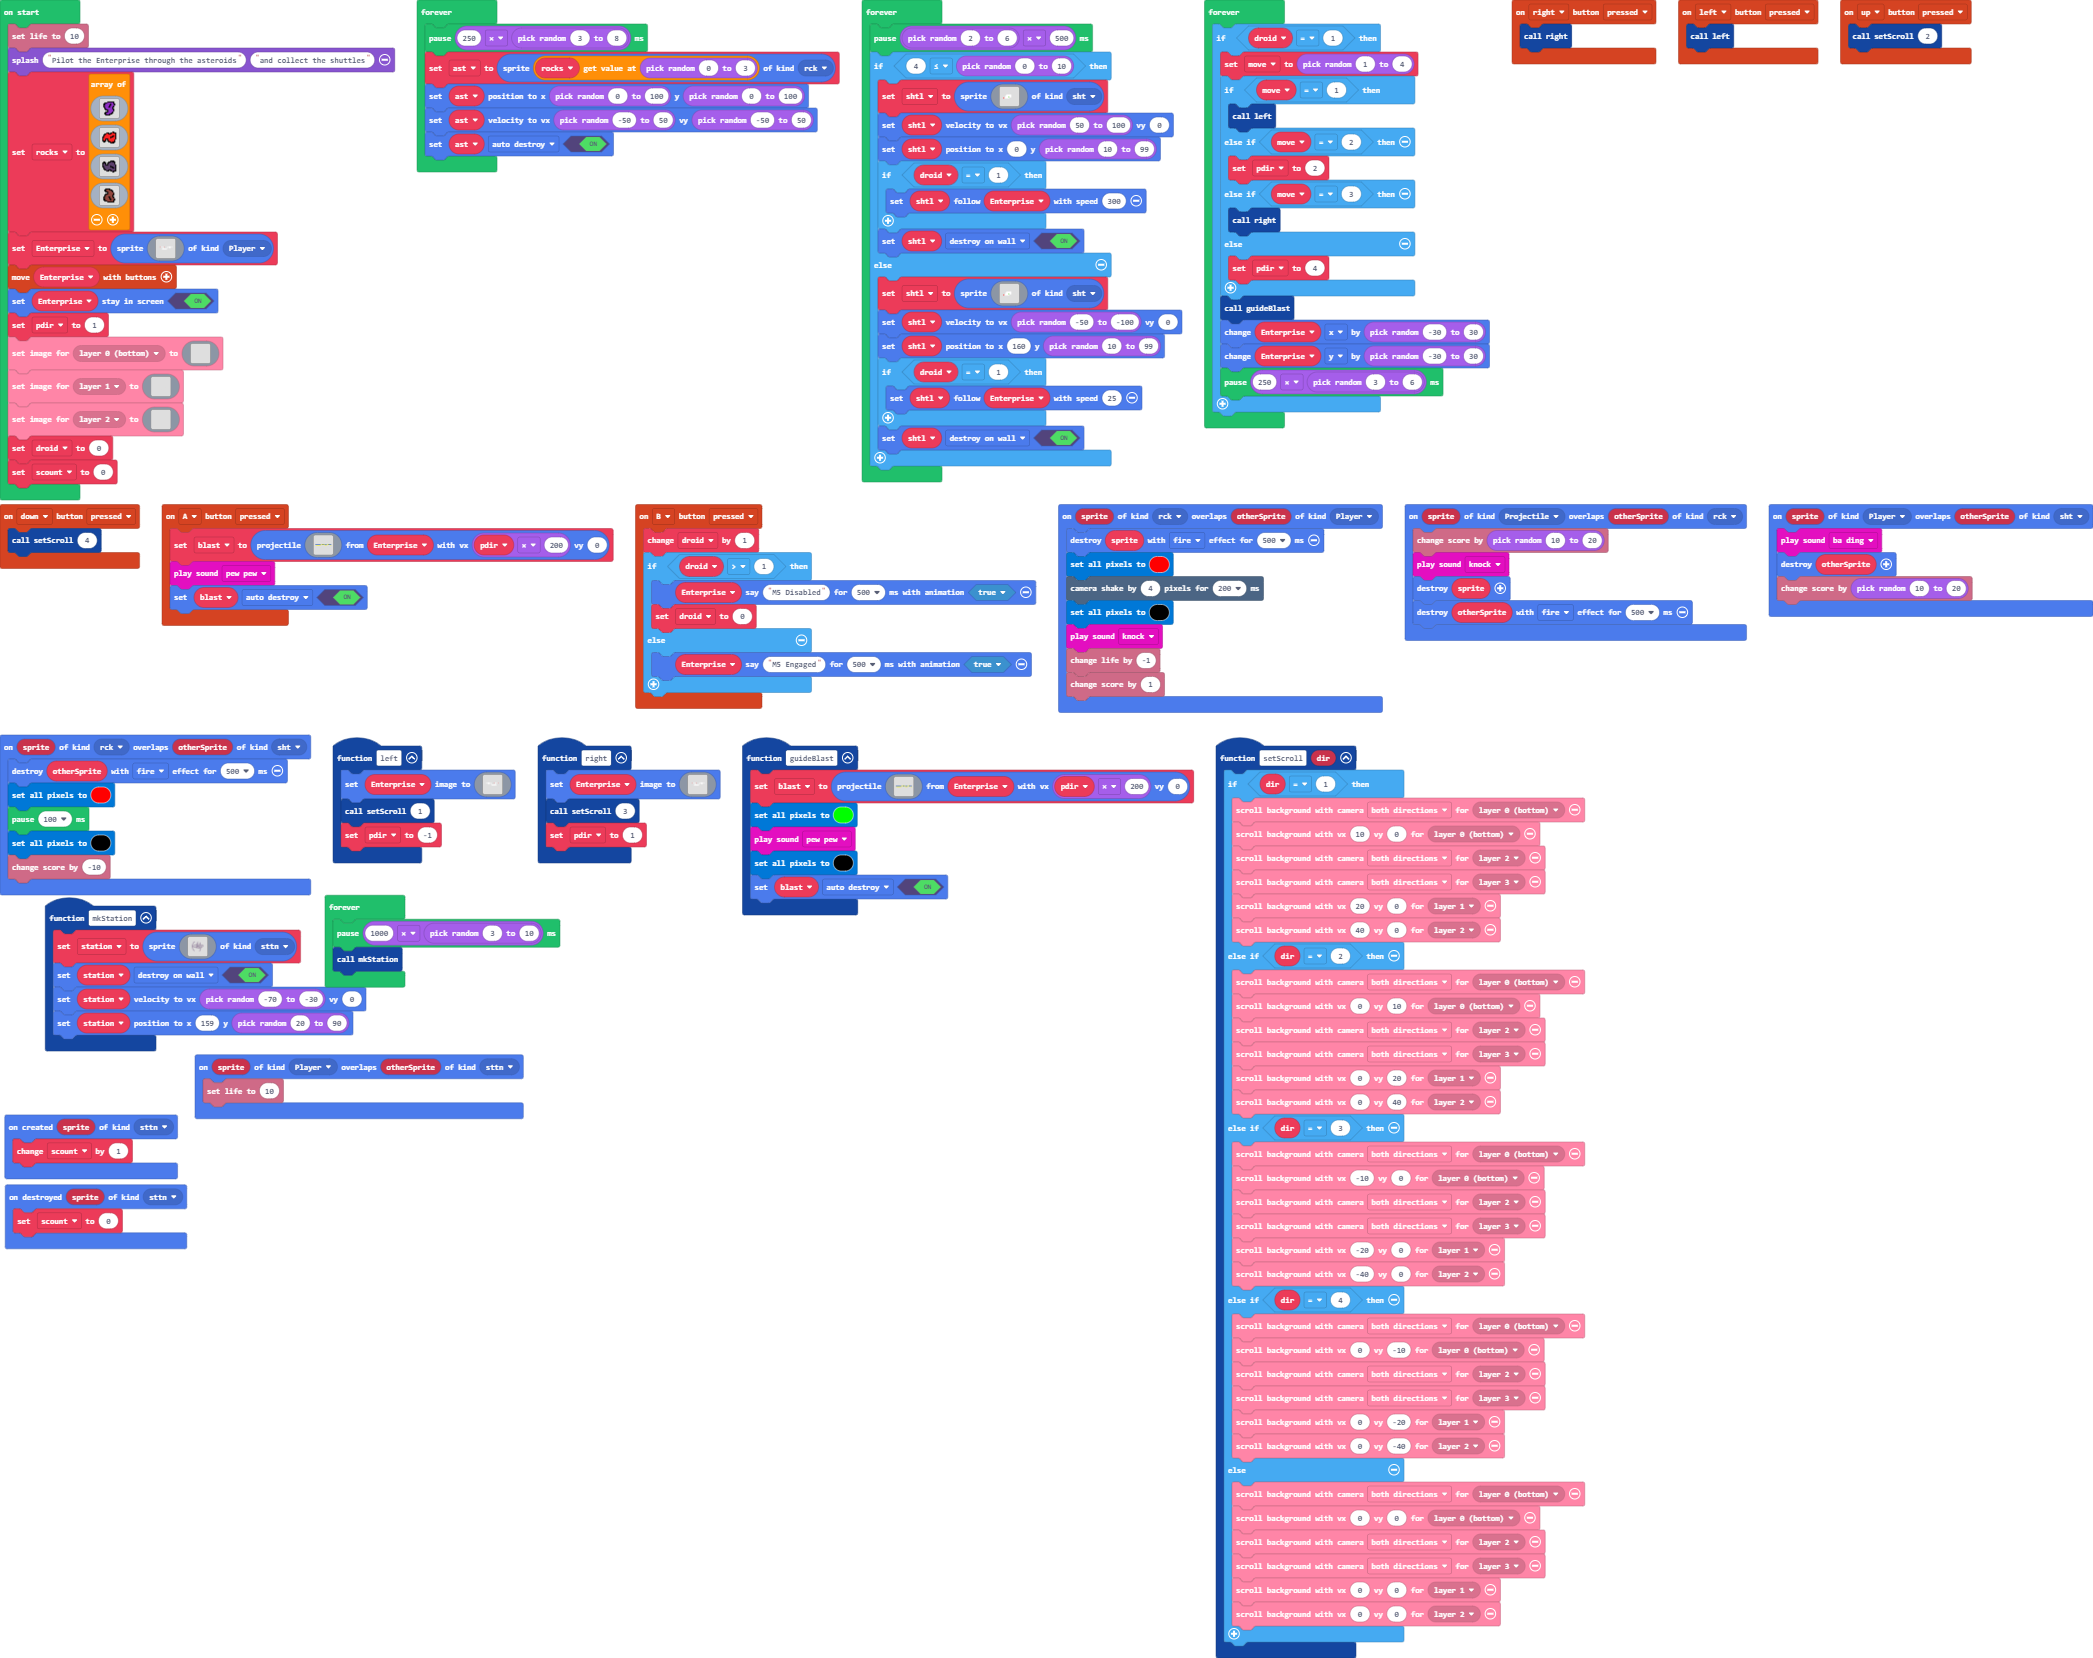 on start
set life to 10
splash "Pilot the Enterprise through the asteroids" "and collect the shuttles"
set rocks to array of
set Enterprise to sprite of kind Player
move Enterprise with buttons
set Enterprise stay in screen ON
set pdir to 1
set image for layer 0 (bottom) to
set image for layer 1 to
set image for layer 2 to
set droid to 0
set scount to 0
forever
pause 250 × pick random 3 to 8 ms
set ast to sprite rocks get value at pick random 0 to 3 of kind rck
set ast position to x pick random 0 to 100 y pick random 0 to 100
set ast velocity to vx pick random -50 to 50 vy pick random -50 to 50
set ast auto destroy ON
forever
pause pick random 2 to 6 × 500 ms
if 4 ≤ pick random 0 to 10 then
set shtl to sprite of kind sht
set shtl velocity to vx pick random 50 to 100 vy 0
set shtl position to x 0 y pick random 10 to 99
if droid = 1 then
set shtl follow Enterprise with speed 300
set shtl destroy on wall ON
else
set shtl to sprite of kind sht
set shtl velocity to vx pick random -50 to -100 vy 0
set shtl position to x 160 y pick random 10 to 99
if droid = 1 then
set shtl follow Enterprise with speed 25
set shtl destroy on wall ON
forever
if droid = 1 then
set move to pick random 1 to 4
if move = 1 then
call left
else if move = 2 then
set pdir to 2
else if move = 3 then
call right
else
set pdir to 4
call guideBlast
change Enterprise x by pick random -30 to 30
change Enterprise y by pick random -30 to 30
pause 250 × pick random 3 to 6 ms
on right button pressed
call right
on left button pressed
call left
on up button pressed
call setScroll 2
on down button pressed
call setScroll 4
on A button pressed
set blast to projectile from Enterprise with vx pdir × 200 vy 0
play sound pew pew
set blast auto destroy ON
on B button pressed
change droid by 1
if droid > 1 then
Enterprise say "M5 Disabled" for 500 ms with animation true
set droid to 0
else
Enterprise say "M5 Engaged" for 500 ms with animation true
on sprite of kind rck overlaps otherSprite of kind Player
destroy sprite with fire effect for 500 ms
set all pixels to
camera shake by 4 pixels for 200 ms
set all pixels to
play sound knock
change life by -1
change score by 1
on sprite of kind Projectile overlaps otherSprite of kind rck
change score by pick random 10 to 20
play sound knock
destroy sprite
destroy otherSprite with fire effect for 500 ms
on sprite of kind Player overlaps otherSprite of kind sht
play sound ba ding
destroy otherSprite
change score by pick random 10 to 20
on sprite of kind rck overlaps otherSprite of kind sht
destroy otherSprite with fire effect for 500 ms
set all pixels to
pause 100 ms
set all pixels to
change score by -10
function left
set Enterprise image to
call setScroll 1
set pdir to -1
function right
set Enterprise image to
call setScroll 3
set pdir to 1
function guideBlast
set blast to projectile from Enterprise with vx pdir × 200 vy 0
set all pixels to
play sound pew pew
set all pixels to
set blast auto destroy ON
function mkStation
set station to sprite of kind sttn
set station destroy on wall ON
set station velocity to vx pick random -70 to -30 vy 0
set station position to x 159 y pick random 20 to 90
forever
pause 1000 × pick random 3 to 10 ms
call mkStation
on sprite of kind Player overlaps otherSprite of kind sttn
set life to 10
on created sprite of kind sttn
change scount by 1
on destroyed sprite of kind sttn
set scount to 0
function setScroll dir
if dir = 1 then
scroll background with camera both directions for layer 0 (bottom)
scroll background with vx 10 vy 0 for layer 0 (bottom)
scroll background with camera both directions for layer 2
scroll background with camera both directions for layer 3
scroll background with vx 20 vy 0 for layer 1
scroll background with vx 40 vy 0 for layer 2
else if dir = 2 then
scroll background with camera both directions for layer 0 (bottom)
scroll background with vx 0 vy 10 for layer 0 (bottom)
scroll background with camera both directions for layer 2
scroll background with camera both directions for layer 3
scroll background with vx 0 vy 20 for layer 1
scroll background with vx 0 vy 40 for layer 2
else if dir = 3 then
scroll background with camera both directions for layer 0 (bottom)
scroll background with vx -10 vy 0 for layer 0 (bottom)
scroll background with camera both directions for layer 2
scroll background with camera both directions for layer 3
scroll background with vx -20 vy 0 for layer 1
scroll background with vx -40 vy 0 for layer 2
else if dir = 4 then
scroll background with camera both directions for layer 0 (bottom)
scroll background with vx 0 vy -10 for layer 0 (bottom)
scroll background with camera both directions for layer 2
scroll background with camera both directions for layer 3
scroll background with vx 0 vy -20 for layer 1
scroll background with vx 0 vy -40 for layer 2
else
scroll background with camera both directions for layer 0 (bottom)
scroll background with vx 0 vy 0 for layer 0 (bottom)
scroll background with camera both directions for layer 2
scroll background with camera both directions for layer 3
scroll background with vx 0 vy 0 for layer 1
scroll background with vx 0 vy 0 for layer 2